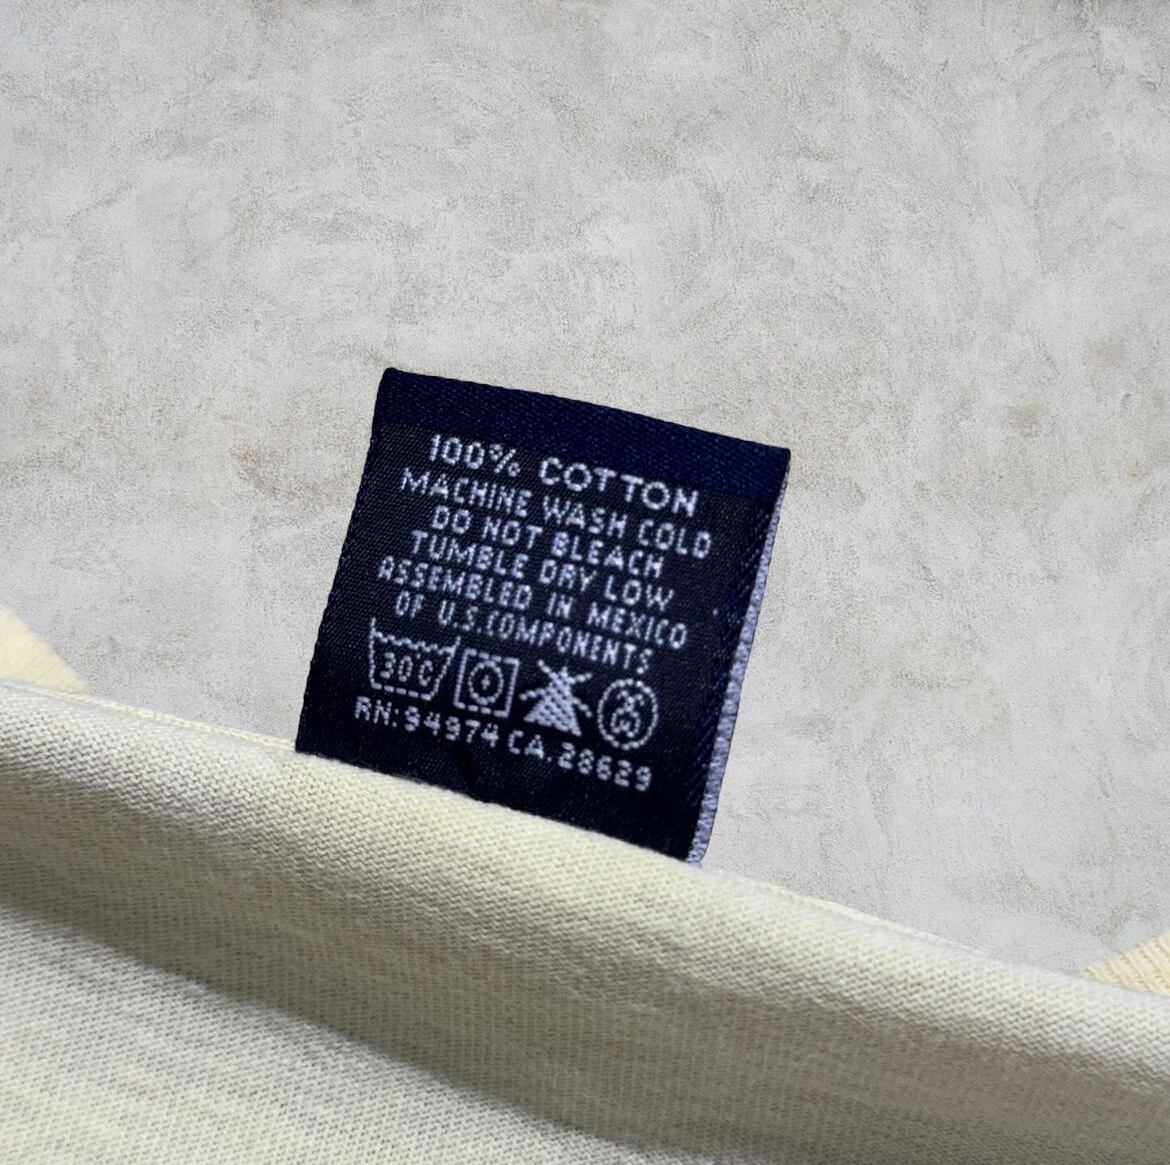 100% COTTON
MACHINE WASH COLD
DO NOT BLEACH
TUMBLE DRY LOW
ASSEMBLED IN MEXICO
OF U.S.COMPONENTS
30C
RN:94974 CA.28629